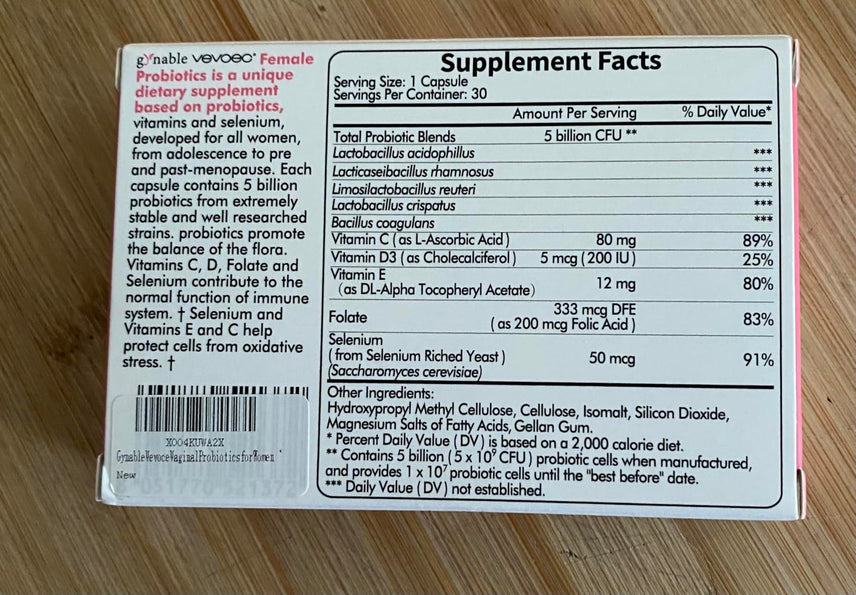 gynable vevoec* Female
Probiotics is a unique
dietary supplement
based on probiotics,
vitamins and selenium,
developed for all women,
from adolescence to pre
and past-menopause. Each
capsule contains 5 billion
probiotics from extremely
stable and well researched
strains. probiotics promote
the balance of the flora.
Vitamins C, D, Folate and
Selenium contribute to the
normal function of immune
system. † Selenium and
Vitamins E and C help
protect cells from oxidative
stress. †
X004KUWA2X
GynableVevoceVaginalProbioticsforWomen
New
Supplement Facts
Serving Size: 1 Capsule
Servings Per Container: 30
Amount Per Serving % Daily Value*
Total Probiotic Blends 5 billion CFU **
Lactobacillus acidophillus ***
Lacticaseibacillus rhamnosus ***
Limosilactobacillus reuteri ***
Lactobacillus crispatus ***
Bacillus coagulans ***
Vitamin C (as L-Ascorbic Acid) 80 mg 89%
Vitamin D3 (as Cholecalciferol) 5 mcg (200 IU) 25%
Vitamin E
(as DL-Alpha Tocopheryl Acetate) 12 mg 80%
Folate 333 mcg DFE
(as 200 mcg Folic Acid) 83%
Selenium
(from Selenium Riched Yeast) 50 mcg 91%
(Saccharomyces cerevisiae)
Other Ingredients:
Hydroxypropyl Methyl Cellulose, Cellulose, Isomalt, Silicon Dioxide,
Magnesium Salts of Fatty Acids, Gellan Gum.
* Percent Daily Value (DV) is based on a 2,000 calorie diet.
** Contains 5 billion (5 x 10⁹ CFU) probiotic cells when manufactured,
and provides 1 x 10⁷ probiotic cells until the "best before" date.
*** Daily Value (DV) not established.